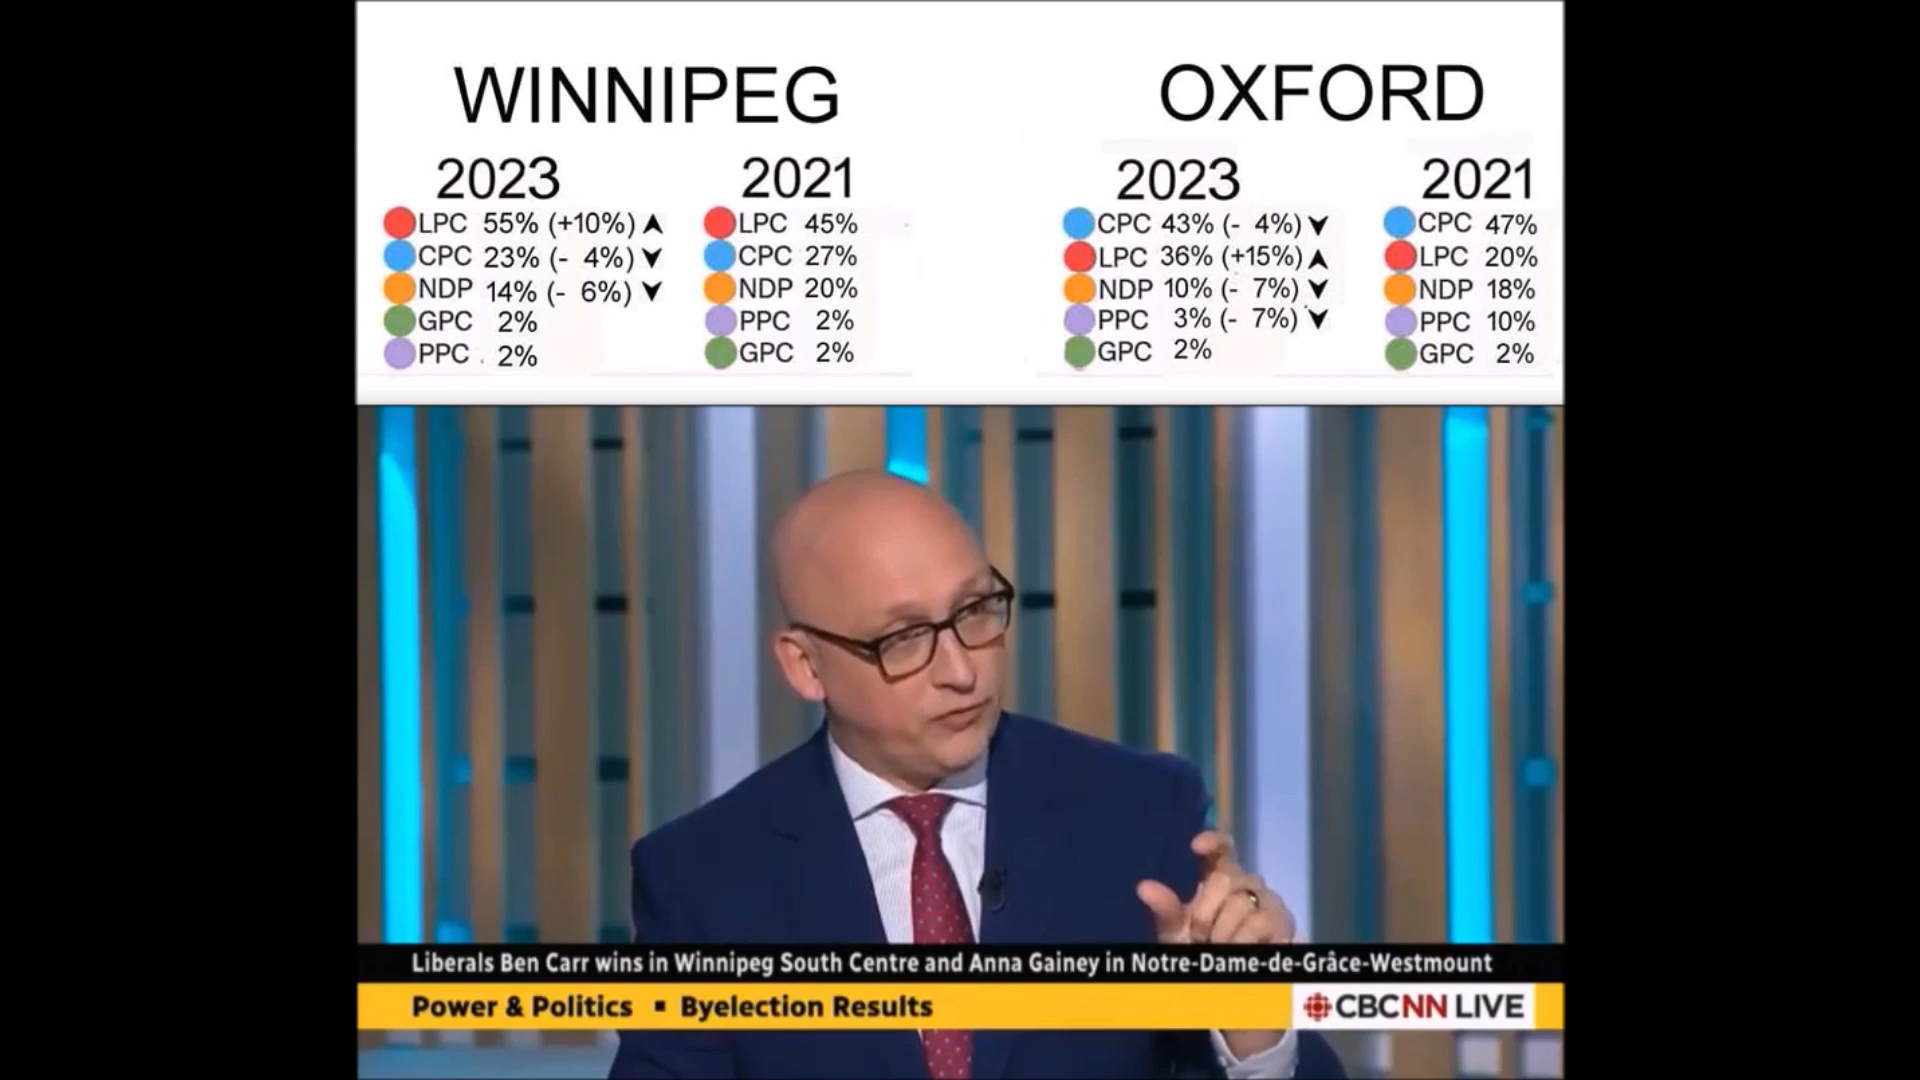 WINNIPEG
2023
LPC 55% (+10%)
CPC 23% (- 4%)
NDP 14% (- 6%)
GPC 2%
PPC 2%
2021
LPC 45%
CPC 27%
NDP 20%
PPC 2%
GPC 2%
OXFORD
2023
CPC 43% (- 4%)
LPC 36% (+15%)
NDP 10% (- 7%)
PPC 3% (- 7%)
GPC 2%
2021
CPC 47%
LPC 20%
NDP 18%
PPC 10%
GPC 2%
Liberals Ben Carr wins in Winnipeg South Centre and Anna Gainey in Notre-Dame-de-Grâce-Westmount
Power & Politics ▪ Byelection Results
CBCNN LIVE